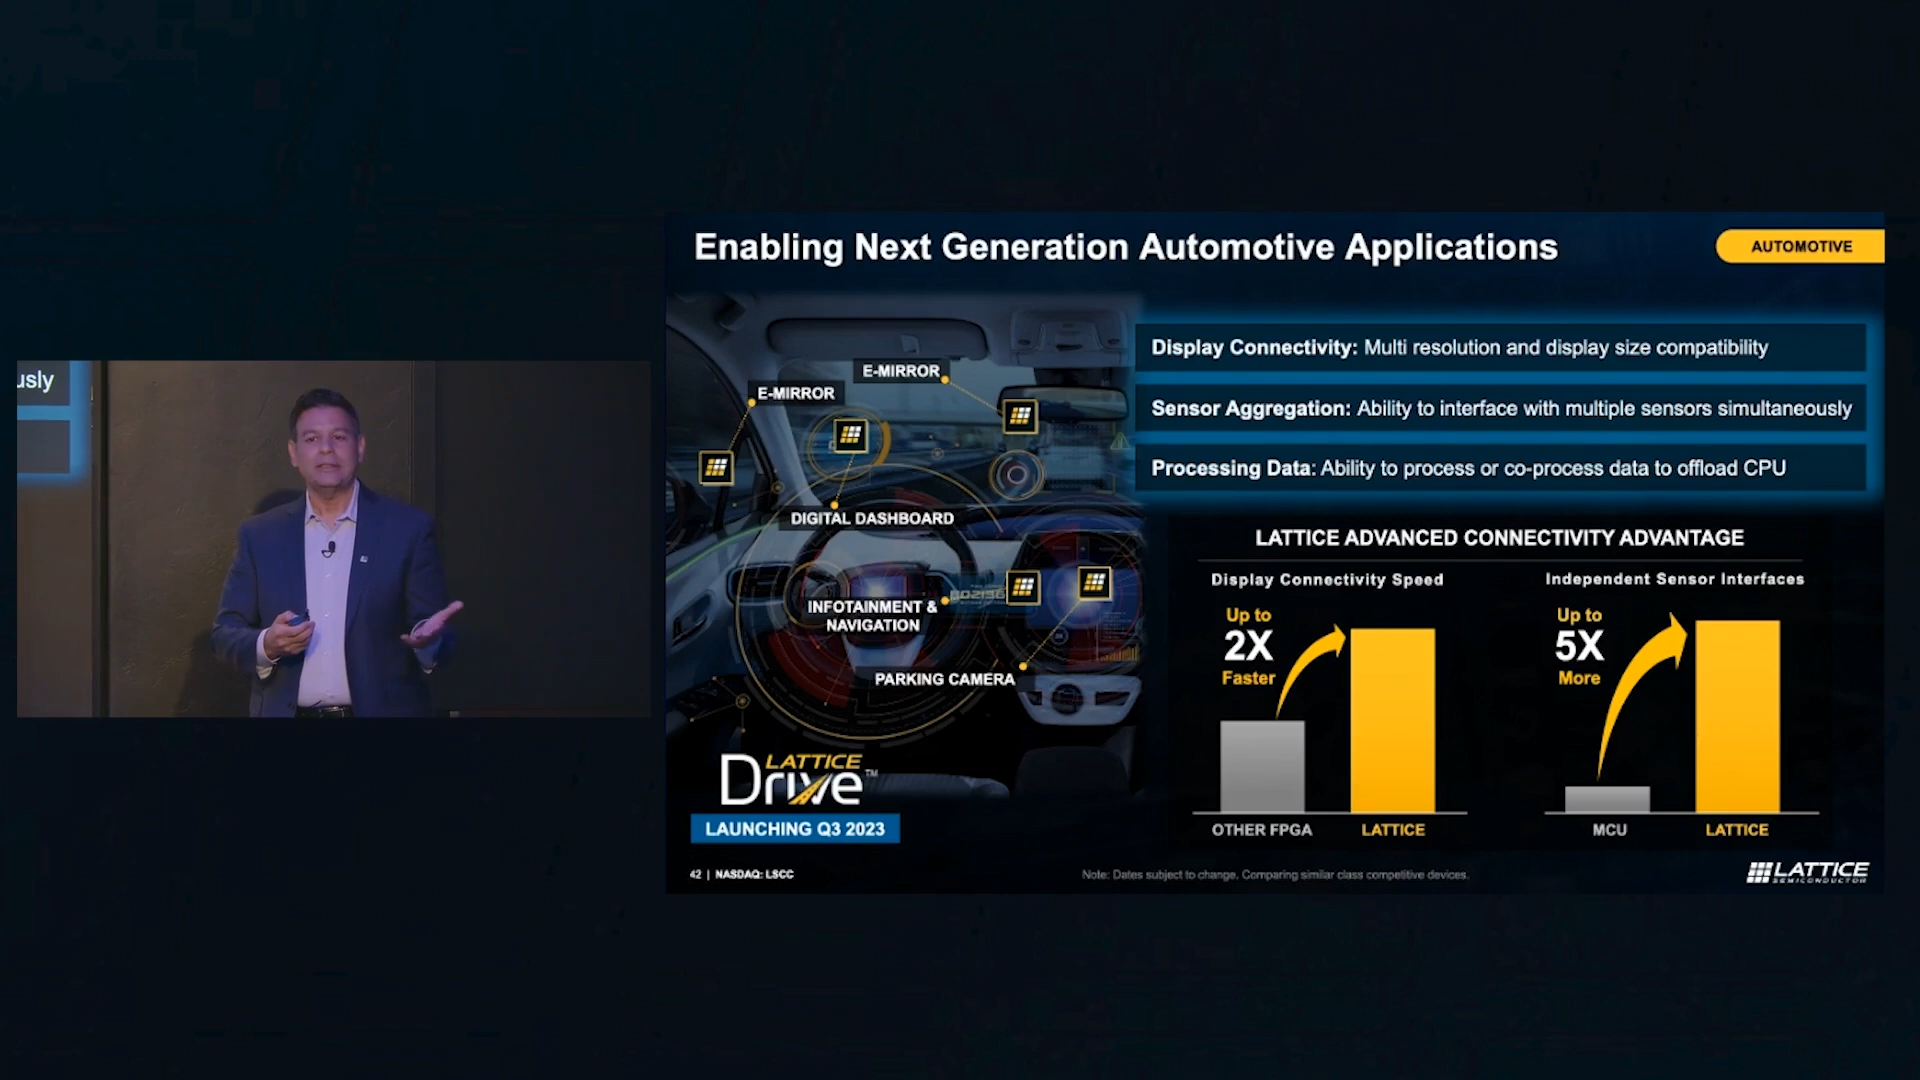 usly
Enabling Next Generation Automotive Applications
AUTOMOTIVE
E-MIRROR
E-MIRROR
DIGITAL DASHBOARD
INFOTAINMENT &
NAVIGATION
PARKING CAMERA
Display Connectivity: Multi resolution and display size compatibility
Sensor Aggregation: Ability to interface with multiple sensors simultaneously
Processing Data: Ability to process or co-process data to offload CPU
LATTICE ADVANCED CONNECTIVITY ADVANTAGE
Display Connectivity Speed
Up to
2X
Faster
OTHER FPGA
LATTICE
Independent Sensor Interfaces
Up to
5X
More
MCU
LATTICE
LATTICE
Drive™
LAUNCHING Q3 2023
42 | NASDAQ: LSCC
Note: Dates subject to change. Comparing similar class competitive devices.
LATTICE
SEMICONDUCTOR